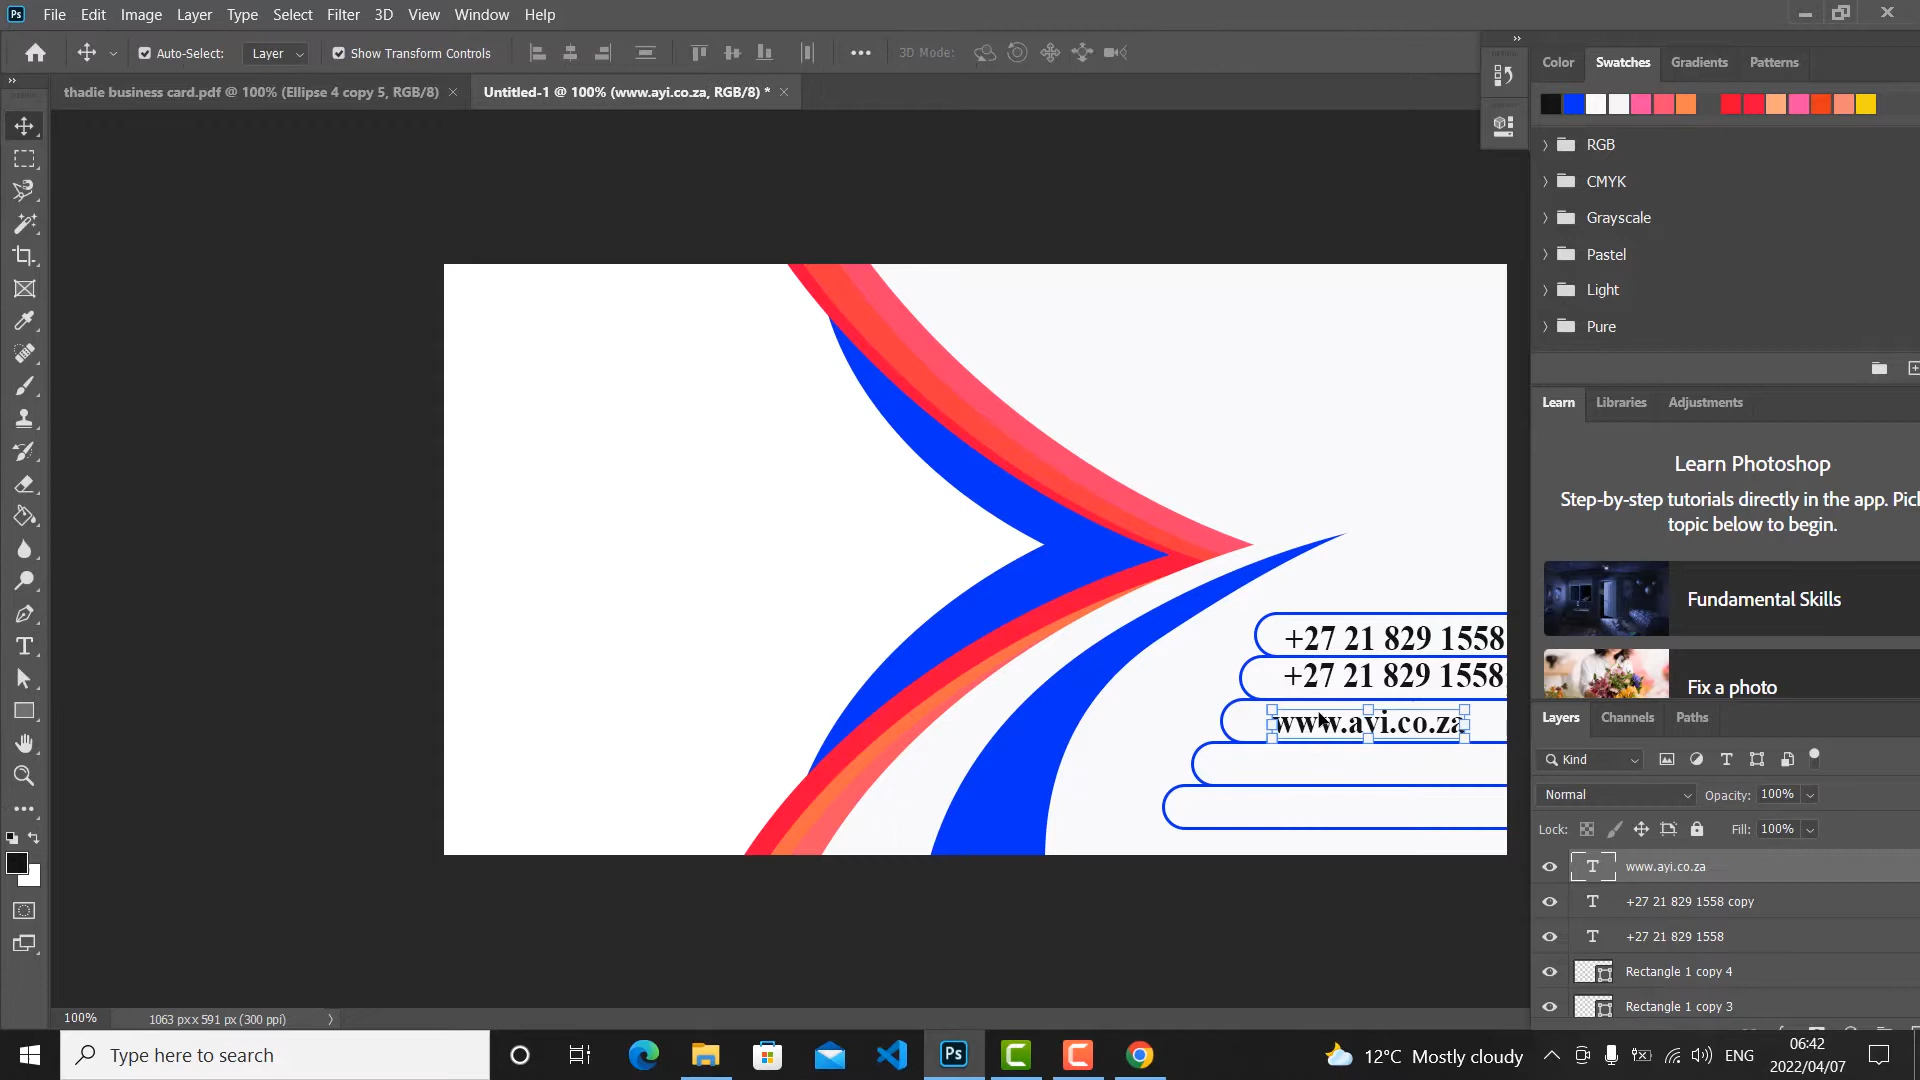 Ps File Edit Image Layer Type Select Filter 3D View Window Help
Auto-Select: Layer Show Transform Controls 3D Mode:
thadie business card.pdf @ 100% (Ellipse 4 copy 5, RGB/8) × Untitled-1 @ 100% (www.ayi.co.za, RGB/8) * ×
Color Swatches Gradients Patterns
RGB
CMYK
Grayscale
Pastel
Light
Pure
Learn Libraries Adjustments
Learn Photoshop
Step-by-step tutorials directly in the app. Pick
topic below to begin.
Fundamental Skills
Fix a photo
+27 21 829 1558
+27 21 829 1558
www.ayi.co.za
Layers Channels Paths
Kind
Normal Opacity: 100%
Lock: Fill: 100%
T www.ayi.co.za
T +27 21 829 1558 copy
T +27 21 829 1558
Rectangle 1 copy 4
Rectangle 1 copy 3
100% 1063 px x 591 px (300 ppi)
Type here to search
Ps
12°C Mostly cloudy
ENG
06:42
2022/04/07